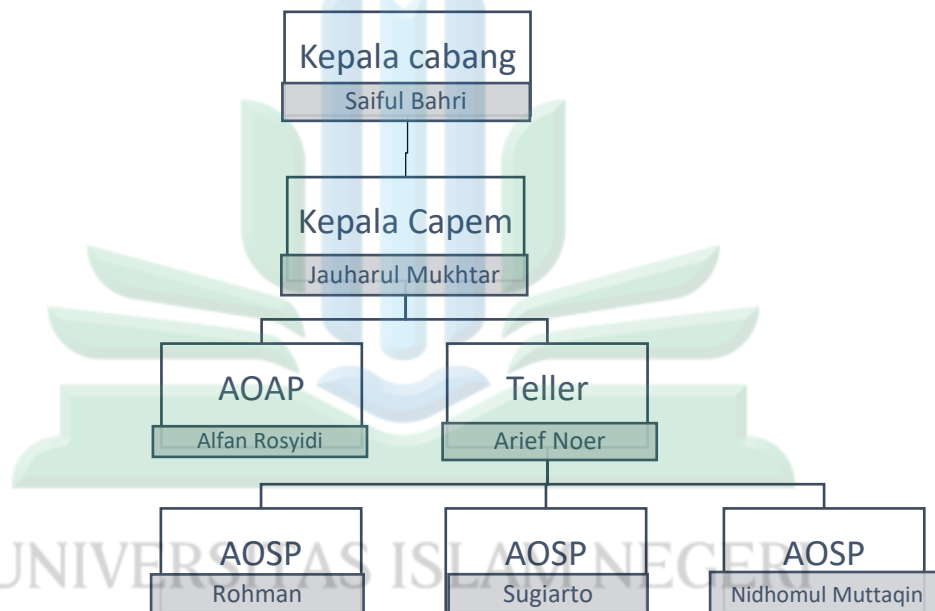 Kepala cabang
Saiful Bahri
Kepala Capem
Jauharul Mukhtar
AOAP
Teller
Alfan Rosyidi
Arief Noer
AOSP
AOSP
AOSP
UNIVERSITAS ISLAM NEGERI
Rohman
Sugiarto
Nidhomul Muttaqin